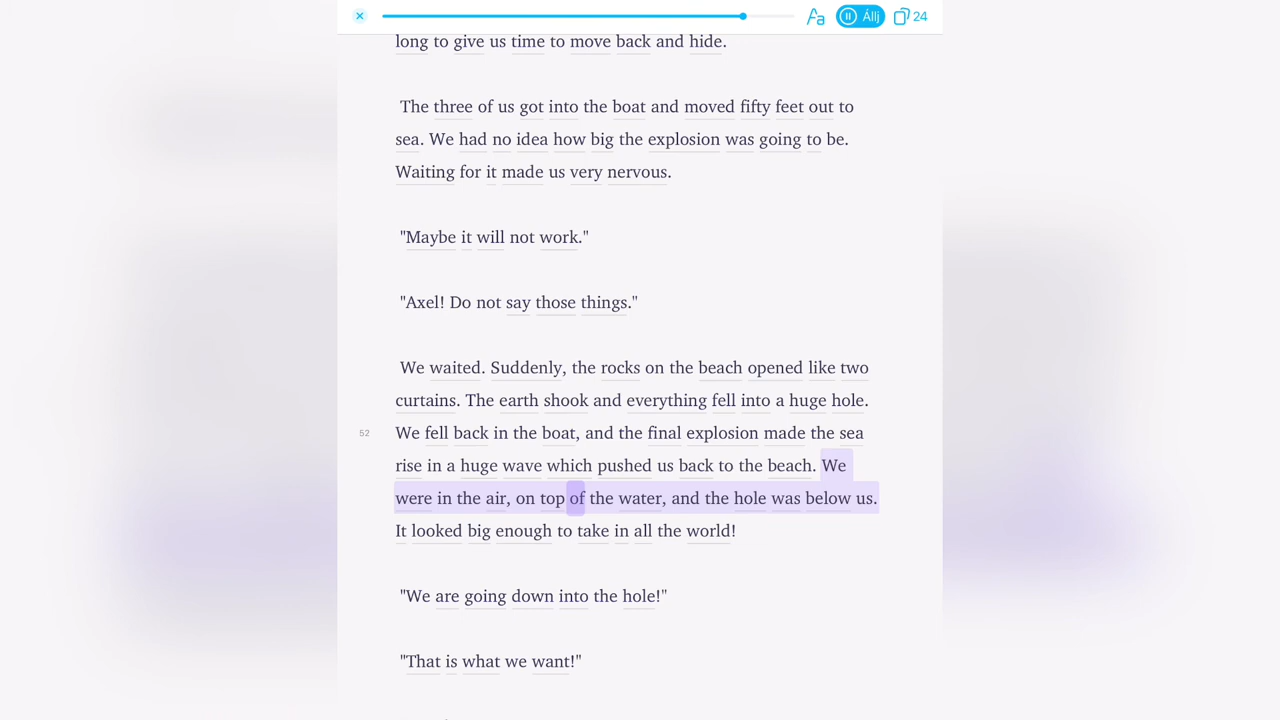 Állj
24
long to give us time to move back and hide.
The three of us got into the boat and moved fifty feet out to
sea. We had no idea how big the explosion was going to be.
Waiting for it made us very nervous.
"Maybe it will not work."
"Axel! Do not say those things."
We waited. Suddenly, the rocks on the beach opened like two
curtains. The earth shook and everything fell into a huge hole.
52
We fell back in the boat, and the final explosion made the sea
rise in a huge wave which pushed us back to the beach. We
were in the air, on top of the water, and the hole was below us.
It looked big enough to take in all the world!
"We are going down into the hole!"
"That is what we want!"